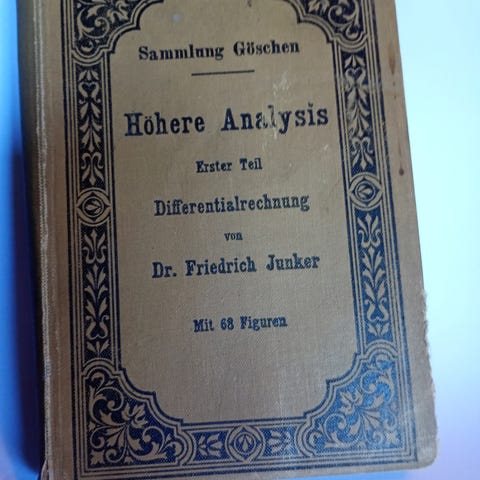 Sammlung Göschen
Höhere Analysis
Erster Teil
Differentialrechnung
von
Dr. Friedrich Junker
Mit 68 Figuren